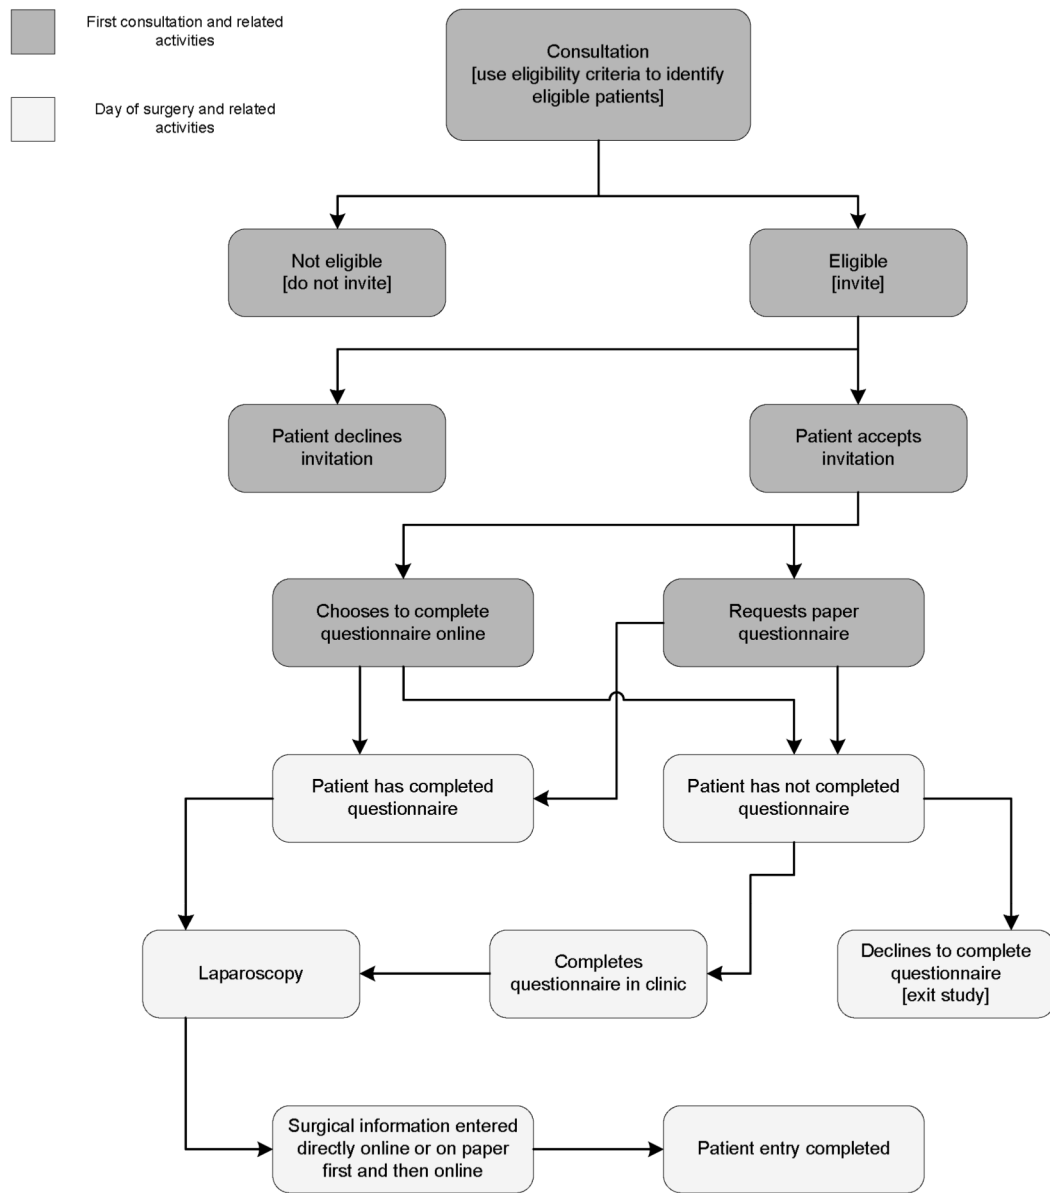 First consultation and related
activities
Day of surgery and related
activities
Consultation
[use eligibility criteria to identify
eligible patients]
Not eligible
[do not invite]
Eligible
[invite]
Patient declines
invitation
Patient accepts
invitation
Chooses to complete
questionnaire online
Requests paper
questionnaire
Patient has completed
questionnaire
Patient has not completed
questionnaire
Laparoscopy
Completes
questionnaire in clinic
Declines to complete
questionnaire
[exit study]
Surgical information entered
directly online or on paper
first and then online
Patient entry completed